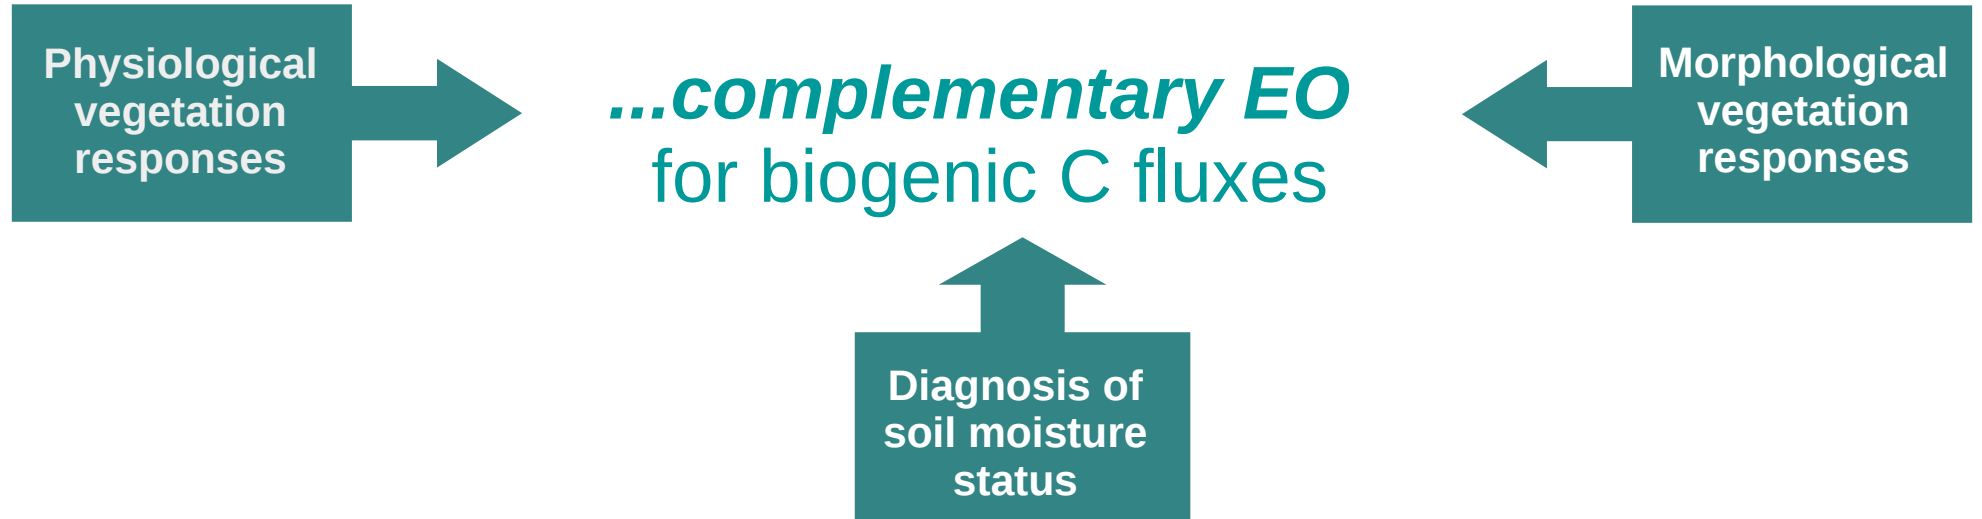 Physiological
vegetation
responses
...complementary EO
for biogenic C fluxes
Morphological
vegetation
responses
Diagnosis of
soil moisture
status